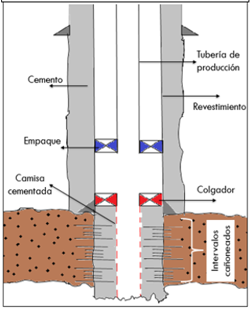 Tubería de
producción
Cemento
Revestimiento
Empaque
Camisa
cementada
Colgador
Intervalos
cañoneados